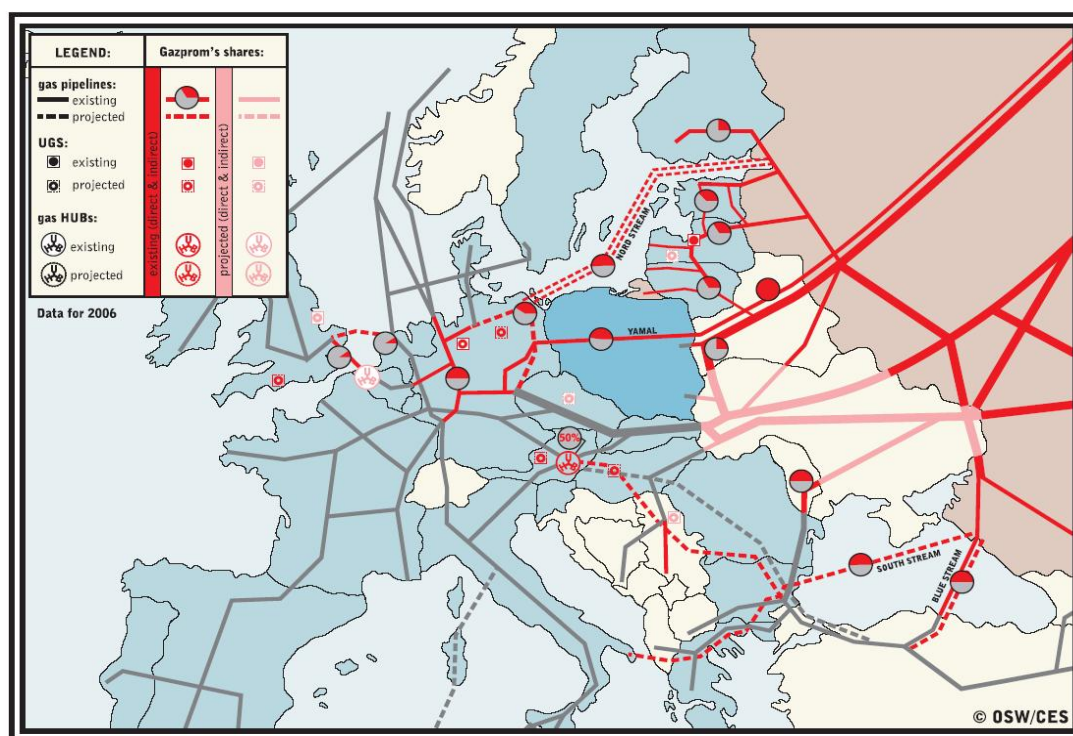 LEGEND:
Gazprom's shares:
gas pipelines:
existing
projected
UGS:
existing
projected
gas HUBs:
existing
projected
existing (direct & indirect)
projected (direct & indirect)
Data for 2006
NORD STREAM
YAMAL
50%
SOUTH STREAM
BLUE STREAM
© OSW/CES